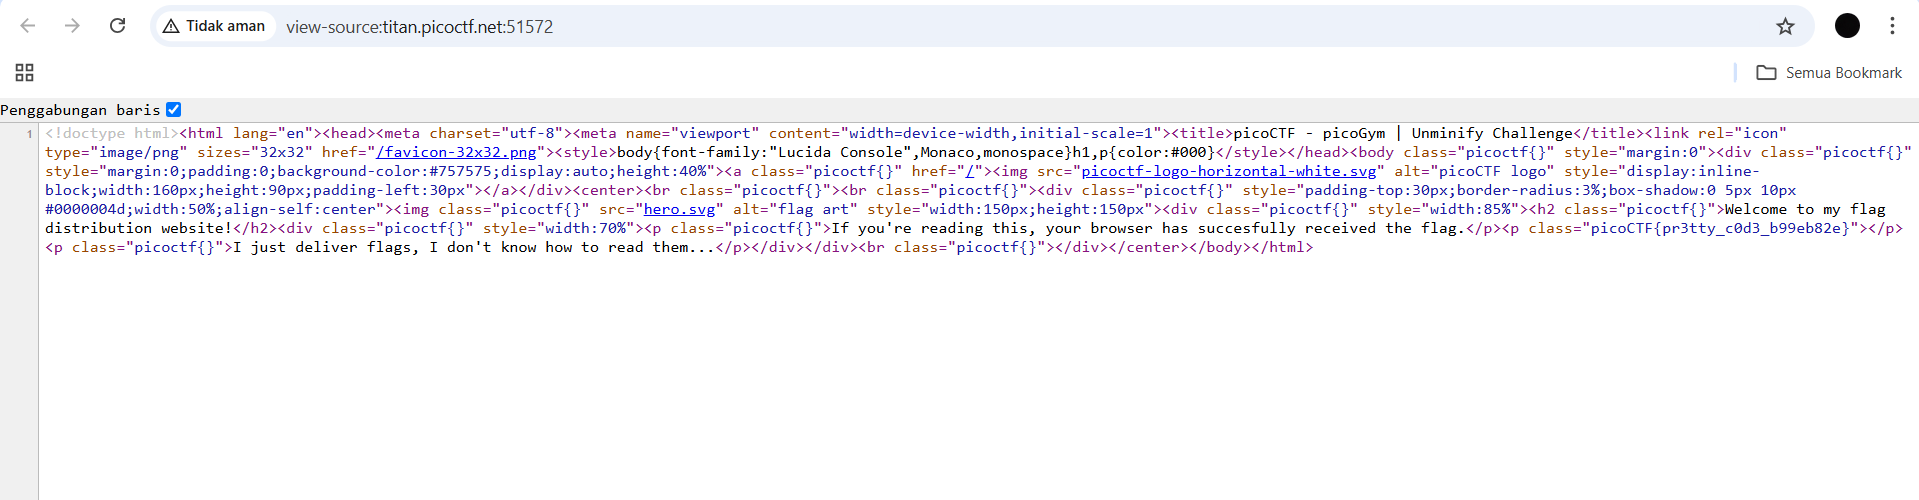 Tidak aman view-source:titan.picoctf.net:51572
Semua Bookmark
Penggabungan baris
1 <!doctype html><html lang="en"><head><meta charset="utf-8"><meta name="viewport" content="width=device-width,initial-scale=1"><title>picoCTF - picoGym | Unminify Challenge</title><link rel="icon"
type="image/png" sizes="32x32" href="/favicon-32x32.png"><style>body{font-family:"Lucida Console",Monaco,monospace}h1,p{color:#000}</style></head><body class="picoctf{}" style="margin:0"><div class="picoctf{}"
style="margin:0;padding:0;background-color:#757575;display:auto;height:40%"><a class="picoctf{}" href="/"><img src="picoctf-logo-horizontal-white.svg" alt="picoCTF logo" style="display:inline-
block;width:160px;height:90px;padding-left:30px"></a></div><center><br class="picoctf{}"><br class="picoctf{}"><div class="picoctf{}" style="padding-top:30px;border-radius:3%;box-shadow:0 5px 10px
#0000004d;width:50%;align-self:center"><img class="picoctf{}" src="hero.svg" alt="flag art" style="width:150px;height:150px"><div class="picoctf{}" style="width:85%"><h2 class="picoctf{}">Welcome to my flag
distribution website!</h2><div class="picoctf{}" style="width:70%"><p class="picoctf{}">If you're reading this, your browser has succesfully received the flag.</p><p class="picoCTF{pr3tty_c0d3_b99eb82e}"></p>
<p class="picoctf{}">I just deliver flags, I don't know how to read them...</p></div></div><br class="picoctf{}"></div></center></body></html>